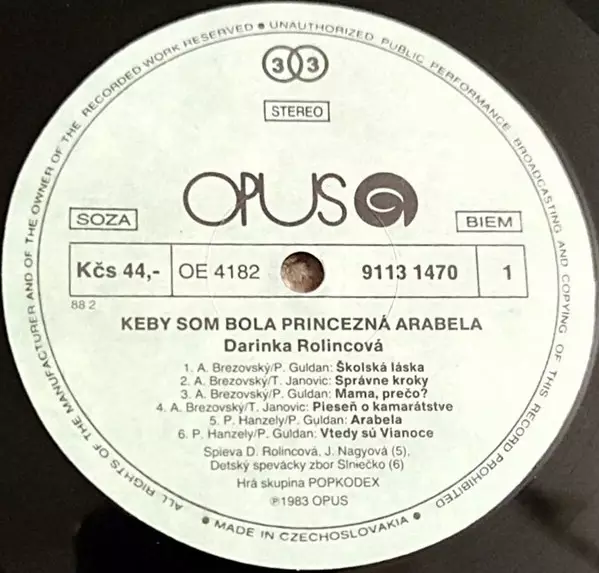 ALL RIGHTS OF THE MANUFACTURER AND OF THE OWNER OF THE RECORDED WORK RESERVED ● UNAUTHORIZED PUBLIC PERFORMANCE BROADCASTING AND COPYING OF THIS RECORD PROHIBITED
● MADE IN CZECHOSLOVAKIA ●
33
STEREO
OPUS
SOZA
BIEM
Kčs 44,- OE 4182 9113 1470 1
88 2
KEBY SOM BOLA PRINCEZNÁ ARABELA
Darinka Rolincová
1. A. Brezovský/P. Guldan: Školská láska
2. A. Brezovský/T. Janovic: Správne kroky
3. A. Brezovský/P. Guldan: Mama, prečo?
4. A. Brezovský/T. Janovic: Pieseň o kamarátstve
5. P. Hanzely/P. Guldan: Arabela
6. P. Hanzely/P. Guldan: Vtedy sú Vianoce
Spieva D. Rolincová, J. Nagyová (5),
Detský spevácky zbor Slniečko (6)
Hrá skupina POPKODEX
℗1983 OPUS